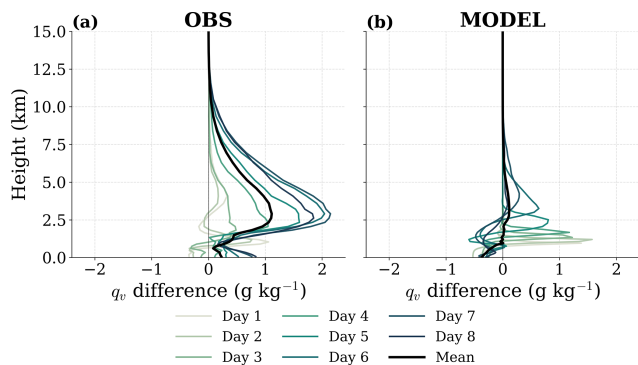 (a) OBS (b) MODEL
15.0
12.5
10.0
7.5
5.0
2.5
0.0
Height (km)
−2 −1 0 1 2 −2 −1 0 1 2
q_v difference (g kg⁻¹) q_v difference (g kg⁻¹)
Day 1 Day 4 Day 7
Day 2 Day 5 Day 8
Day 3 Day 6 Mean